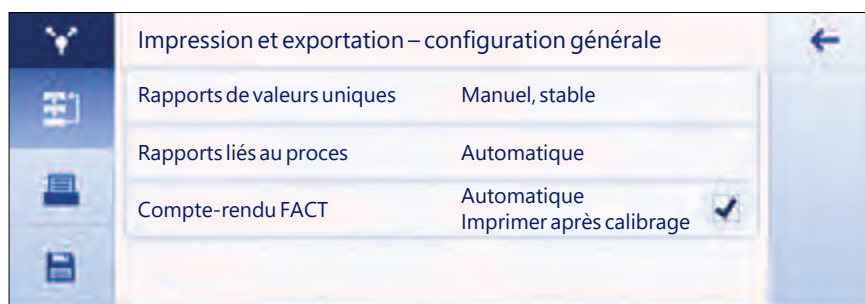 Impression et exportation – configuration générale
Rapports de valeurs uniques Manuel, stable
Rapports liés au proces Automatique
Compte-rendu FACT Automatique
Imprimer après calibrage